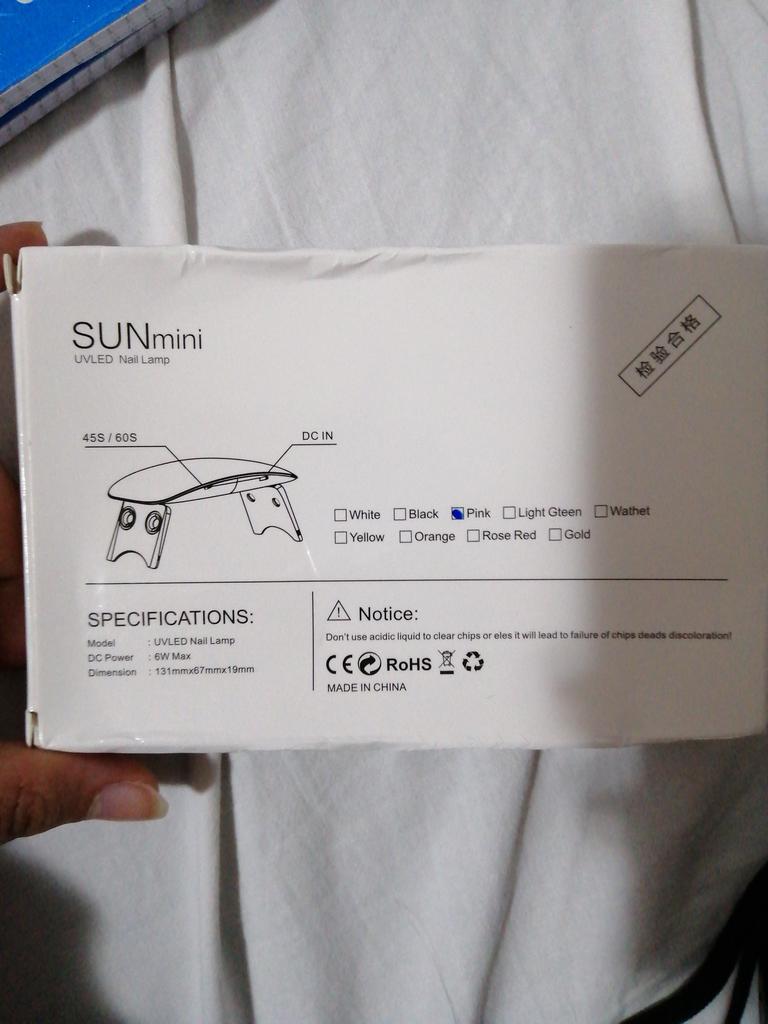 SUNmini
UVLED Nail Lamp
检验合格
45S / 60S
DC IN
White Black Pink Light Gteen Wathet
Yellow Orange Rose Red Gold
SPECIFICATIONS:
Model : UVLED Nail Lamp
DC Power : 6W Max
Dimension : 131mmx67mmx19mm
Notice:
Don't use acidic liquid to clear chips or eles it will lead to failure of chips deads discoloration!
CE RoHS
MADE IN CHINA